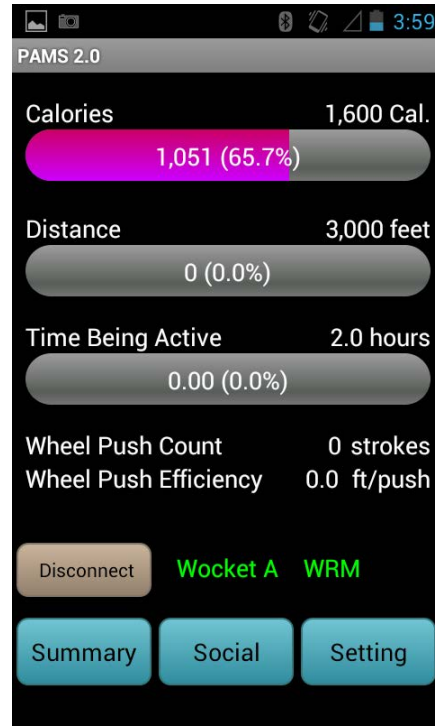 3:59
PAMS 2.0
Calories 1,600 Cal.
1,051 (65.7%)
Distance 3,000 feet
0 (0.0%)
Time Being Active 2.0 hours
0.00 (0.0%)
Wheel Push Count 0 strokes
Wheel Push Efficiency 0.0 ft/push
Disconnect Wocket A WRM
Summary Social Setting